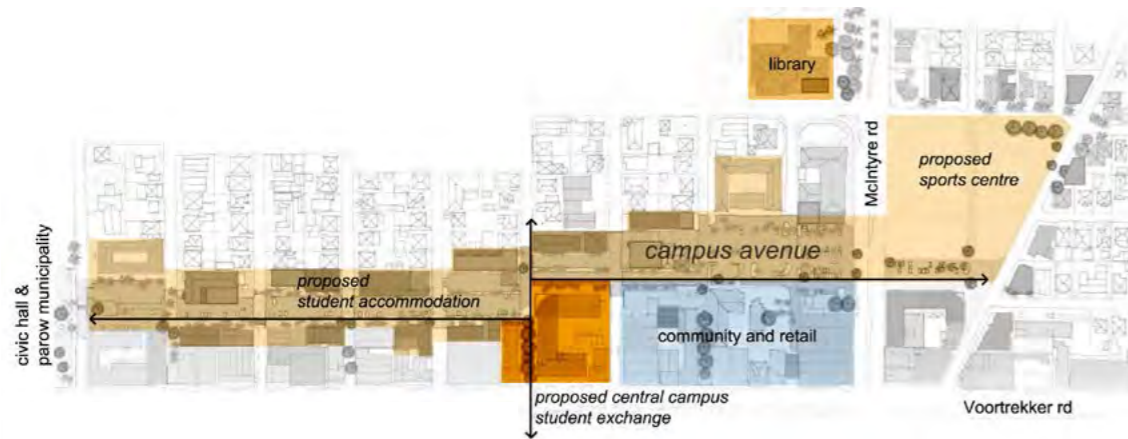 library
McIntyre rd
proposed
sports centre
campus avenue
proposed
student accommodation
civic hall &
parow municipality
community and retail
proposed central campus
student exchange
Voortrekker rd